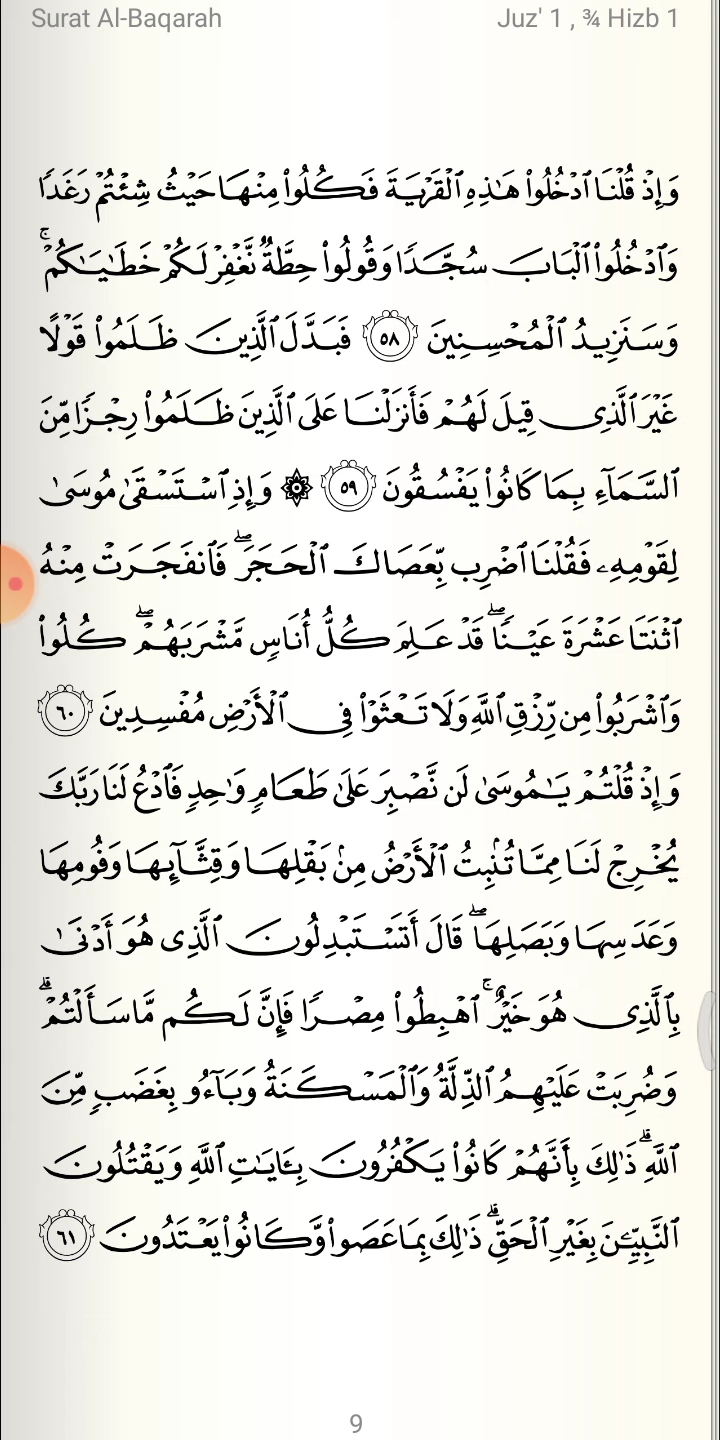 Surat Al-Baqarah Juz' 1 , ¾ Hizb 1
وَإِذۡ قُلۡنَا ٱدۡخُلُواْ هَٰذِهِ ٱلۡقَرۡيَةَ فَكُلُواْ مِنۡهَا حَيۡثُ شِئۡتُمۡ رَغَدٗا
وَٱدۡخُلُواْ ٱلۡبَابَ سُجَّدٗا وَقُولُواْ حِطَّةٞ نَّغۡفِرۡ لَكُمۡ خَطَٰيَٰكُمۡۚ
وَسَنَزِيدُ ٱلۡمُحۡسِنِينَ ٥٨ فَبَدَّلَ ٱلَّذِينَ ظَلَمُواْ قَوۡلًا
غَيۡرَ ٱلَّذِي قِيلَ لَهُمۡ فَأَنزَلۡنَا عَلَى ٱلَّذِينَ ظَلَمُواْ رِجۡزٗا مِّنَ
ٱلسَّمَآءِ بِمَا كَانُواْ يَفۡسُقُونَ ٥٩ ۞ وَإِذِ ٱسۡتَسۡقَىٰ مُوسَىٰ
لِقَوۡمِهِۦ فَقُلۡنَا ٱضۡرِب بِّعَصَاكَ ٱلۡحَجَرَۖ فَٱنفَجَرَتۡ مِنۡهُ
ٱثۡنَتَا عَشۡرَةَ عَيۡنٗاۖ قَدۡ عَلِمَ كُلُّ أُنَاسٖ مَّشۡرَبَهُمۡۖ كُلُواْ
وَٱشۡرَبُواْ مِن رِّزۡقِ ٱللَّهِ وَلَا تَعۡثَوۡاْ فِي ٱلۡأَرۡضِ مُفۡسِدِينَ ٦٠
وَإِذۡ قُلۡتُمۡ يَٰمُوسَىٰ لَن نَّصۡبِرَ عَلَىٰ طَعَامٖ وَٰحِدٖ فَٱدۡعُ لَنَا رَبَّكَ
يُخۡرِجۡ لَنَا مِمَّا تُنۢبِتُ ٱلۡأَرۡضُ مِنۢ بَقۡلِهَا وَقِثَّآئِهَا وَفُومِهَا
وَعَدَسِهَا وَبَصَلِهَاۖ قَالَ أَتَسۡتَبۡدِلُونَ ٱلَّذِي هُوَ أَدۡنَىٰ
بِٱلَّذِي هُوَ خَيۡرٌۚ ٱهۡبِطُواْ مِصۡرٗا فَإِنَّ لَكُم مَّا سَأَلۡتُمۡۗ
وَضُرِبَتۡ عَلَيۡهِمُ ٱلذِّلَّةُ وَٱلۡمَسۡكَنَةُ وَبَآءُو بِغَضَبٖ مِّنَ
ٱللَّهِۗ ذَٰلِكَ بِأَنَّهُمۡ كَانُواْ يَكۡفُرُونَ بِـَٔايَٰتِ ٱللَّهِ وَيَقۡتُلُونَ
ٱلنَّبِيِّـۧنَ بِغَيۡرِ ٱلۡحَقِّۗ ذَٰلِكَ بِمَا عَصَواْ وَّكَانُواْ يَعۡتَدُونَ ٦١
9